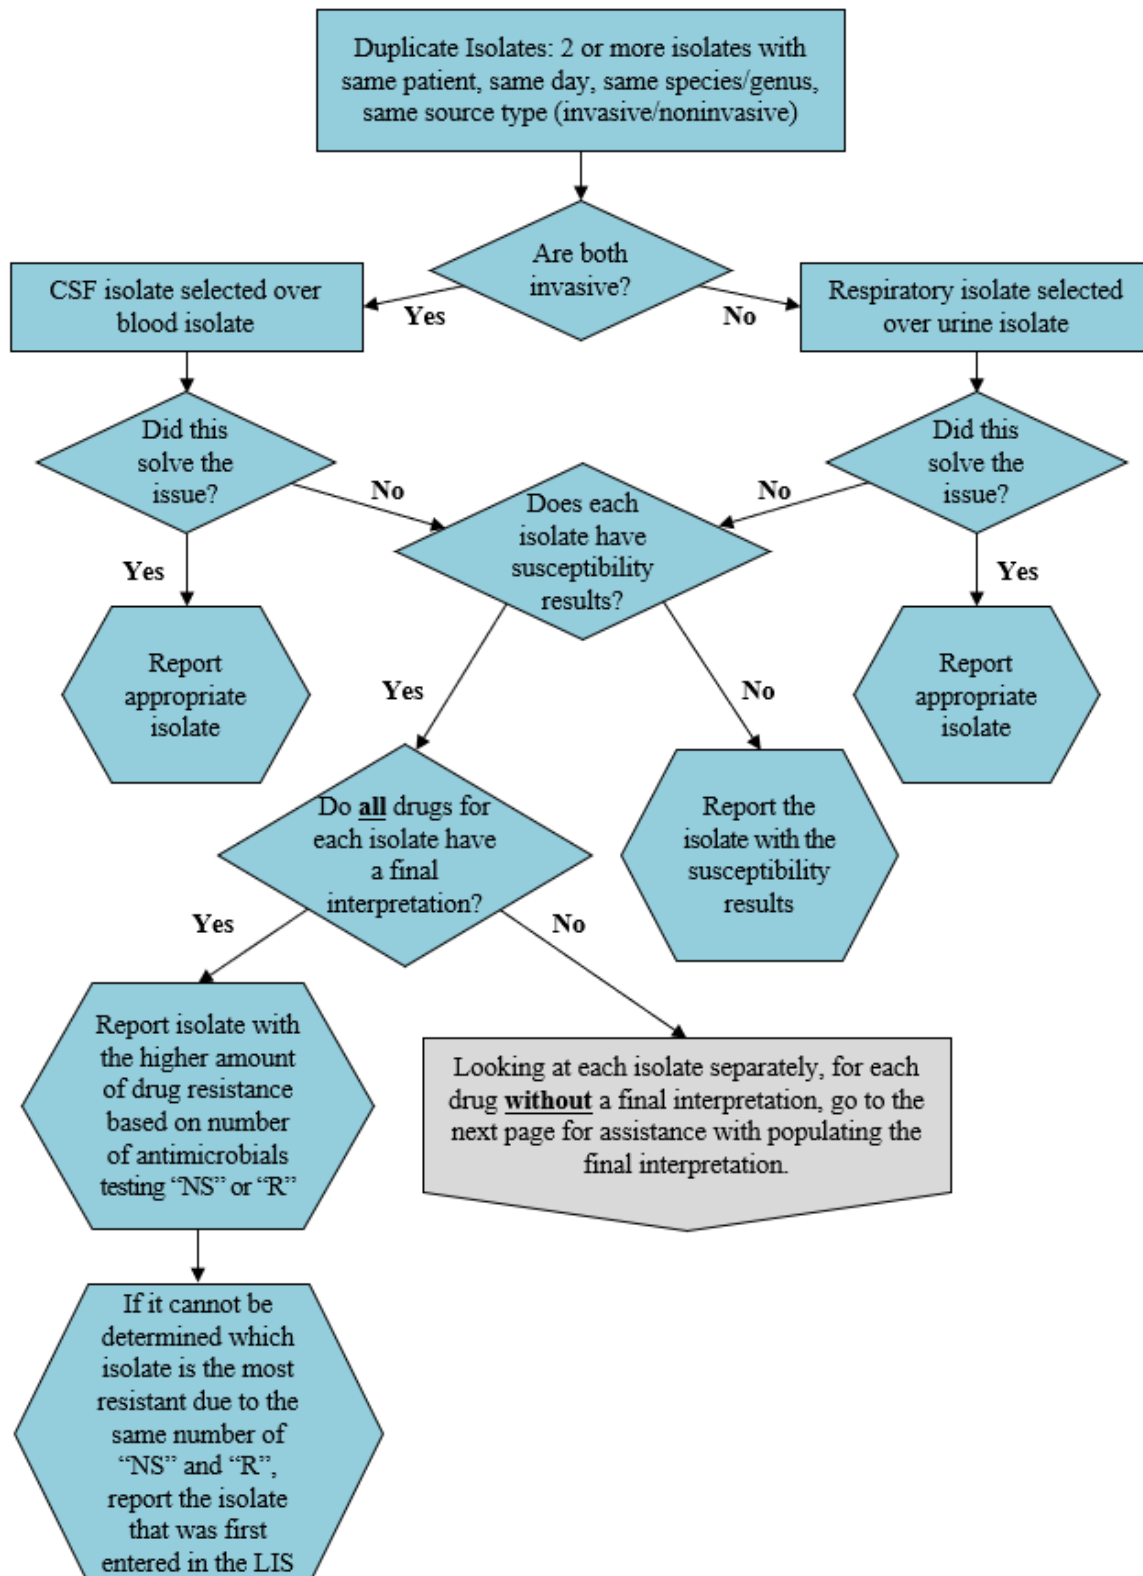 Duplicate Isolates: 2 or more isolates with
same patient, same day, same species/genus,
same source type (invasive/noninvasive)
Are both
invasive?
Yes
No
CSF isolate selected over
blood isolate
Respiratory isolate selected
over urine isolate
Did this
solve the
issue?
No
Yes
Did this
solve the
issue?
No
Yes
Does each
isolate have
susceptibility
results?
Yes
No
Report
appropriate
isolate
Report
appropriate
isolate
Do all drugs for
each isolate have
a final
interpretation?
Yes
No
Report the
isolate with the
susceptibility
results
Report isolate with
the higher amount
of drug resistance
based on number
of antimicrobials
testing “NS” or “R”
Looking at each isolate separately, for each
drug without a final interpretation, go to the
next page for assistance with populating the
final interpretation.
If it cannot be
determined which
isolate is the most
resistant due to the
same number of
“NS” and “R”,
report the isolate
that was first
entered in the LIS